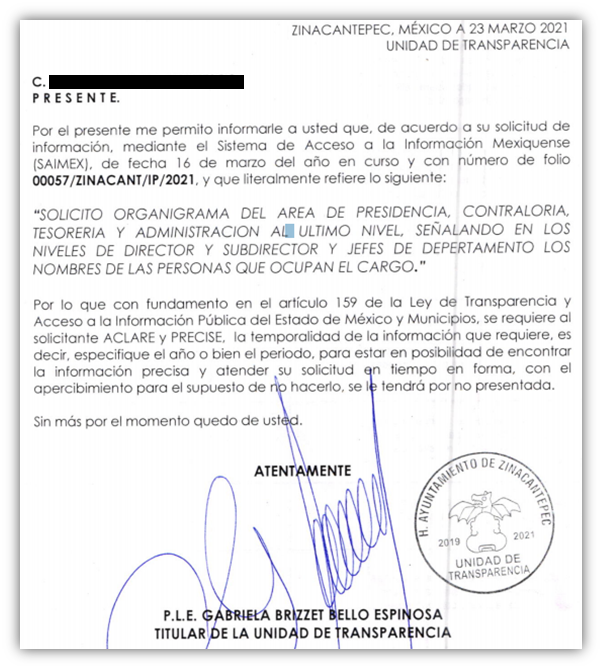 ZINACANTEPEC, MÉXICO A 23 MARZO 2021
UNIDAD DE TRANSPARENCIA
C.
P R E S E N T E.
Por el presente me permito informarle a usted que, de acuerdo a su solicitud de
información, mediante el Sistema de Acceso a la Información Mexiquense
(SAIMEX), de fecha 16 de marzo del año en curso y con número de folio
00057/ZINACANT/IP/2021, y que literalmente refiere lo siguiente:
"SOLICITO ORGANIGRAMA DEL AREA DE PRESIDENCIA, CONTRALORIA,
TESORERIA Y ADMINISTRACION AL ULTIMO NIVEL, SEÑALANDO EN LOS
NIVELES DE DIRECTOR Y SUBDIRECTOR Y JEFES DE DEPERTAMENTO LOS
NOMBRES DE LAS PERSONAS QUE OCUPAN EL CARGO."
Por lo que con fundamento en el artículo 159 de la Ley de Transparencia y
Acceso a la Información Pública del Estado de México y Municipios, se requiere al
solicitante ACLARE y PRECISE, la temporalidad de la información que requiere, es
decir, especifique el año o bien el periodo, para estar en posibilidad de encontrar
la información precisa y atender su solicitud en tiempo en forma, con el
apercibimiento para el supuesto de no hacerlo, se le tendrá por no presentada.
Sin más por el momento quedo de usted.
ATENTAMENTE
H. AYUNTAMIENTO DE ZINACANTEPEC
2019 2021
UNIDAD DE
TRANSPARENCIA
P.L.E. GABRIELA BRIZZET BELLO ESPINOSA
TITULAR DE LA UNIDAD DE TRANSPARENCIA